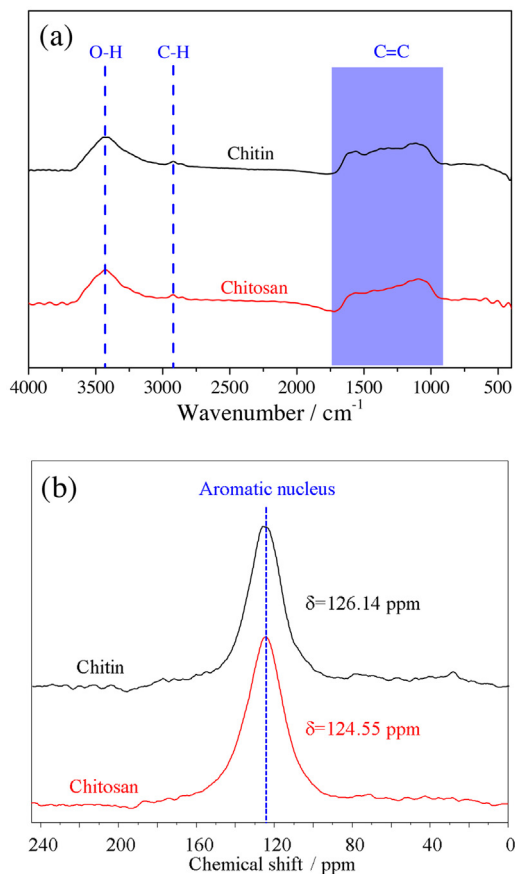 (a)
O-H
C-H
C=C
Chitin
Chitosan
4000 3500 3000 2500 2000 1500 1000 500
Wavenumber / cm⁻¹
(b)
Aromatic nucleus
δ=126.14 ppm
Chitin
δ=124.55 ppm
Chitosan
240 200 160 120 80 40 0
Chemical shift / ppm